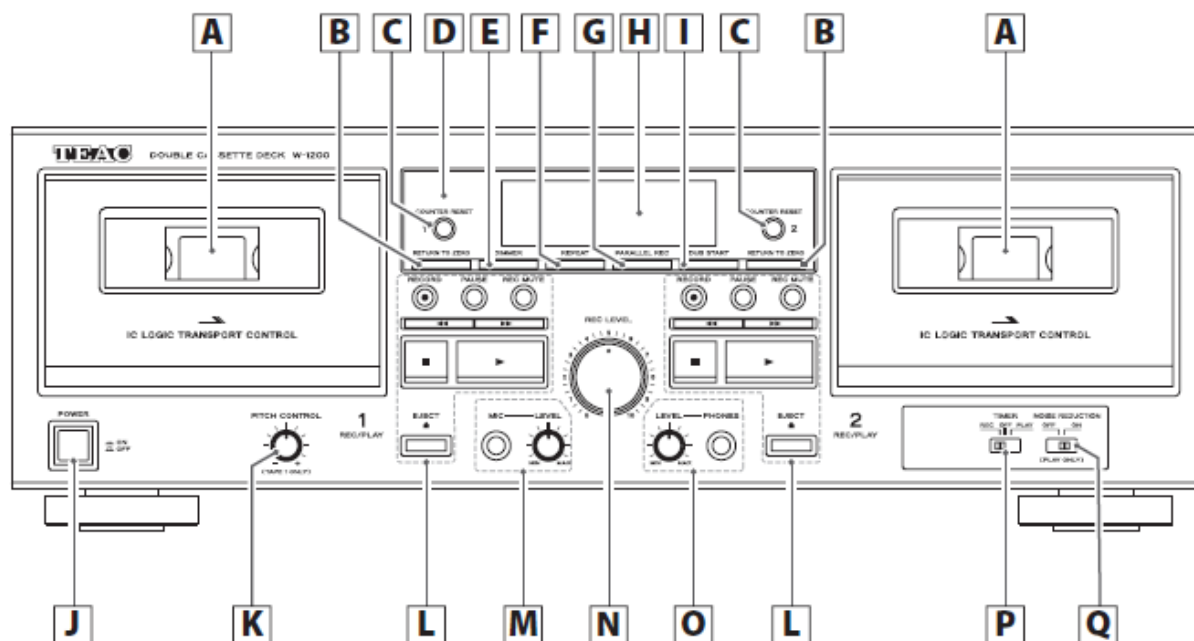 A B C D E F G H I C B A
TEAC DOUBLE CASSETTE DECK W-1200
COUNTER RESET
1
COUNTER RESET
2
RETURN TO ZERO DIMMER REPEAT PARALLEL REC DUB START RETURN TO ZERO
RECORD PAUSE REC MUTE
RECORD PAUSE REC MUTE
REC LEVEL
IC LOGIC TRANSPORT CONTROL
IC LOGIC TRANSPORT CONTROL
POWER
ON
OFF
PITCH CONTROL
- +
(TAPE 1 ONLY)
1
REC/PLAY
EJECT
MIC LEVEL
MIN MAX
LEVEL PHONES
MIN MAX
EJECT
2
REC/PLAY
TIMER
REC OFF PLAY
NOISE REDUCTION
OFF ON
(PLAY ONLY)
J K L M N O L P Q